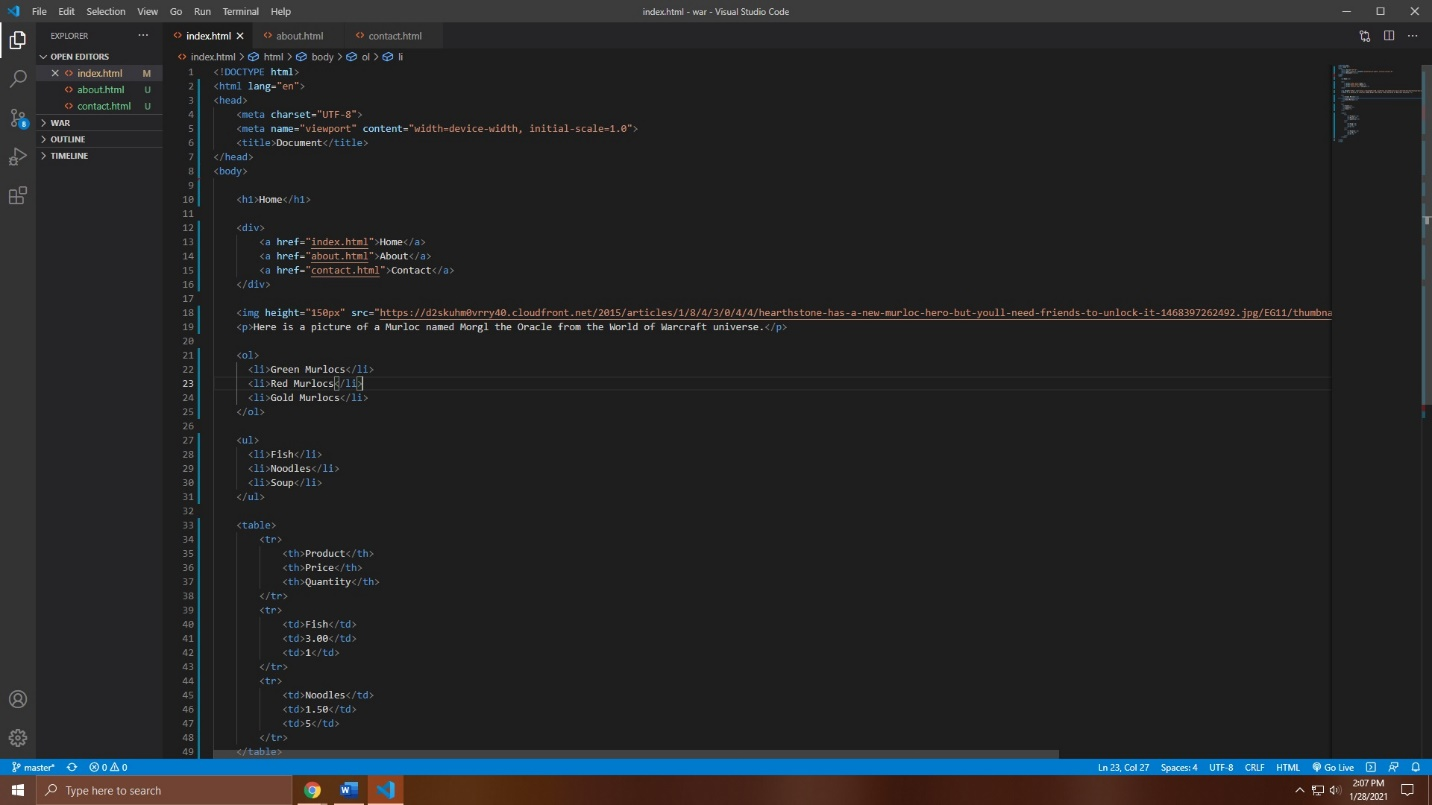 File Edit Selection View Go Run Terminal Help
index.html - war - Visual Studio Code
EXPLORER
OPEN EDITORS
index.html M
about.html U
contact.html U
WAR
OUTLINE
TIMELINE
8
index.html about.html contact.html
index.html > html > body > ol > li
1 <!DOCTYPE html>
2 <html lang="en">
3 <head>
4 <meta charset="UTF-8">
5 <meta name="viewport" content="width=device-width, initial-scale=1.0">
6 <title>Document</title>
7 </head>
8 <body>
9
10 <h1>Home</h1>
11
12 <div>
13 <a href="index.html">Home</a>
14 <a href="about.html">About</a>
15 <a href="contact.html">Contact</a>
16 </div>
17
18 <img height="150px" src="https://d2skuhm0vrry40.cloudfront.net/2015/articles/1/8/4/3/0/4/4/hearthstone-has-a-new-murloc-hero-but-youll-need-friends-to-unlock-it-1468397262492.jpg/EG11/thumbna
19 <p>Here is a picture of a Murloc named Morgl the Oracle from the World of Warcraft universe.</p>
20
21 <ol>
22 <li>Green Murlocs</li>
23 <li>Red Murlocs</li>
24 <li>Gold Murlocs</li>
25 </ol>
26
27 <ul>
28 <li>Fish</li>
29 <li>Noodles</li>
30 <li>Soup</li>
31 </ul>
32
33 <table>
34 <tr>
35 <th>Product</th>
36 <th>Price</th>
37 <th>Quantity</th>
38 </tr>
39 <tr>
40 <td>Fish</td>
41 <td>3.00</td>
42 <td>1</td>
43 </tr>
44 <tr>
45 <td>Noodles</td>
46 <td>1.50</td>
47 <td>5</td>
48 </tr>
49 </table>
master* 0 0
Ln 23, Col 27 Spaces: 4 UTF-8 CRLF HTML Go Live
Type here to search
2:07 PM
1/28/2021